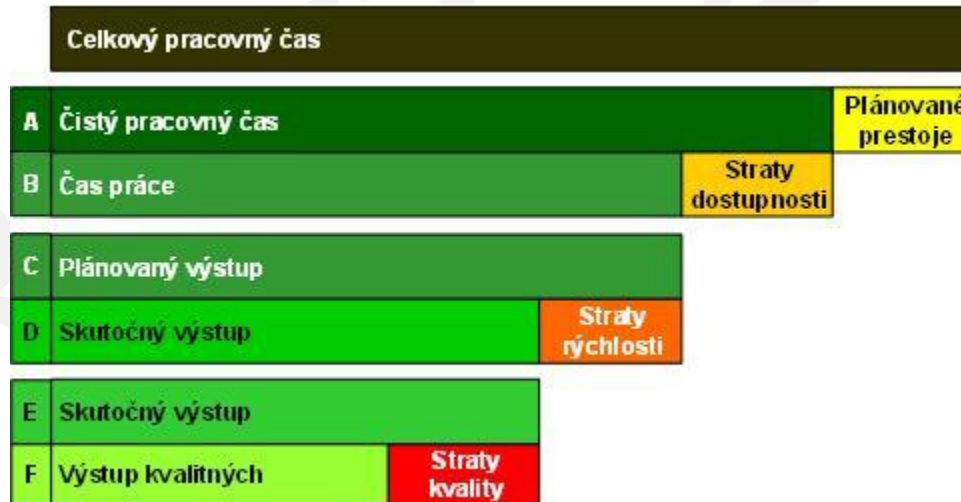 Celkový pracovný čas
A Čistý pracovný čas
Plánované
prestoje
B Čas práce
Straty
dostupnosti
C Plánovaný výstup
D Skutočný výstup
Straty
rýchlosti
E Skutočný výstup
F Výstup kvalitných
Straty
kvality